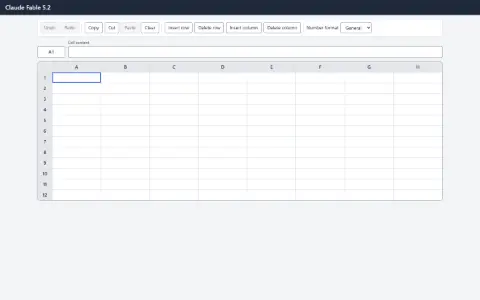 Claude Fable 5.2
Undo Redo Copy Cut Paste Clear Insert row Delete row Insert column Delete column Number format General
Cell content
A1
A B C D E F G H
1
2
3
4
5
6
7
8
9
10
11
12